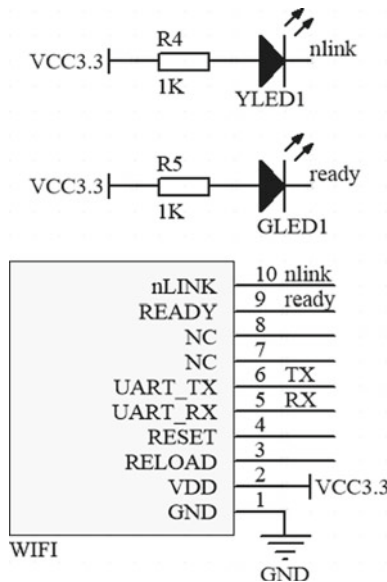 R4
VCC3.3
nlink
1K
YLED1
R5
VCC3.3
ready
1K
GLED1
nLINK 10 nlink
READY 9 ready
NC 8
NC 7
UART_TX 6 TX
UART_RX 5 RX
RESET 4
RELOAD 3
VDD 2 VCC3.3
GND 1
WIFI
GND